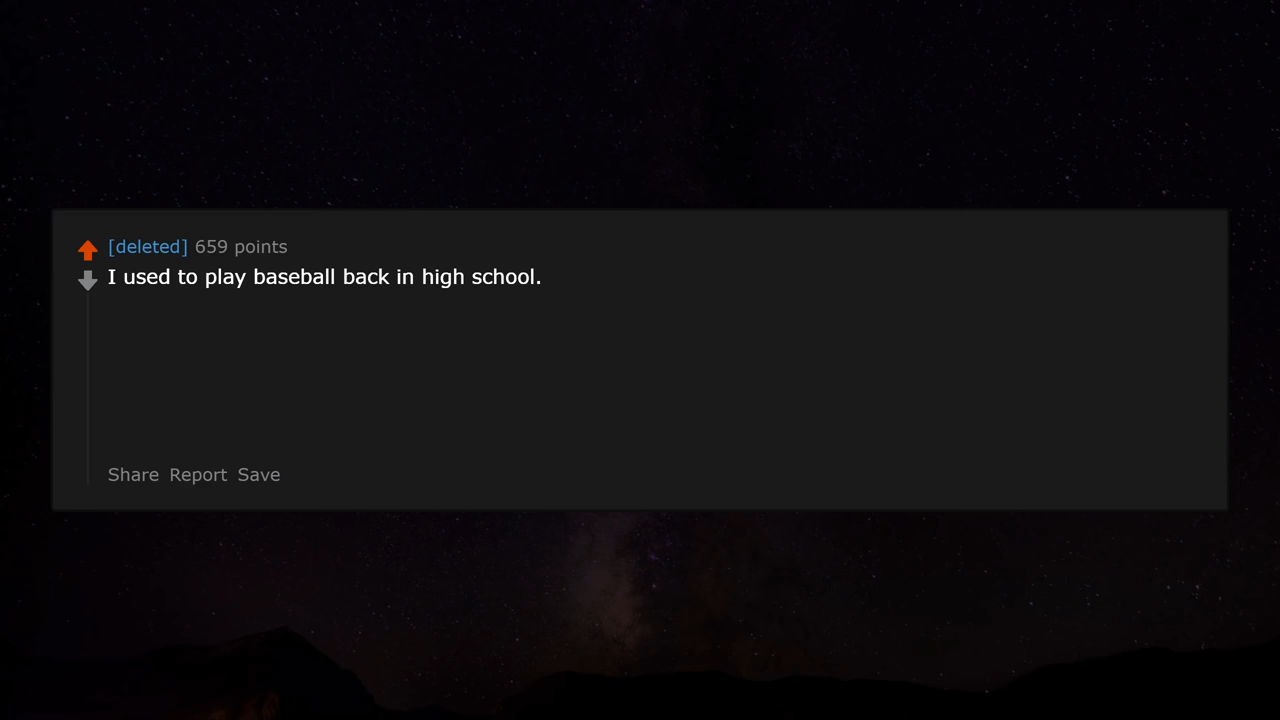 [deleted] 659 points
I used to play baseball back in high school.
Share Report Save